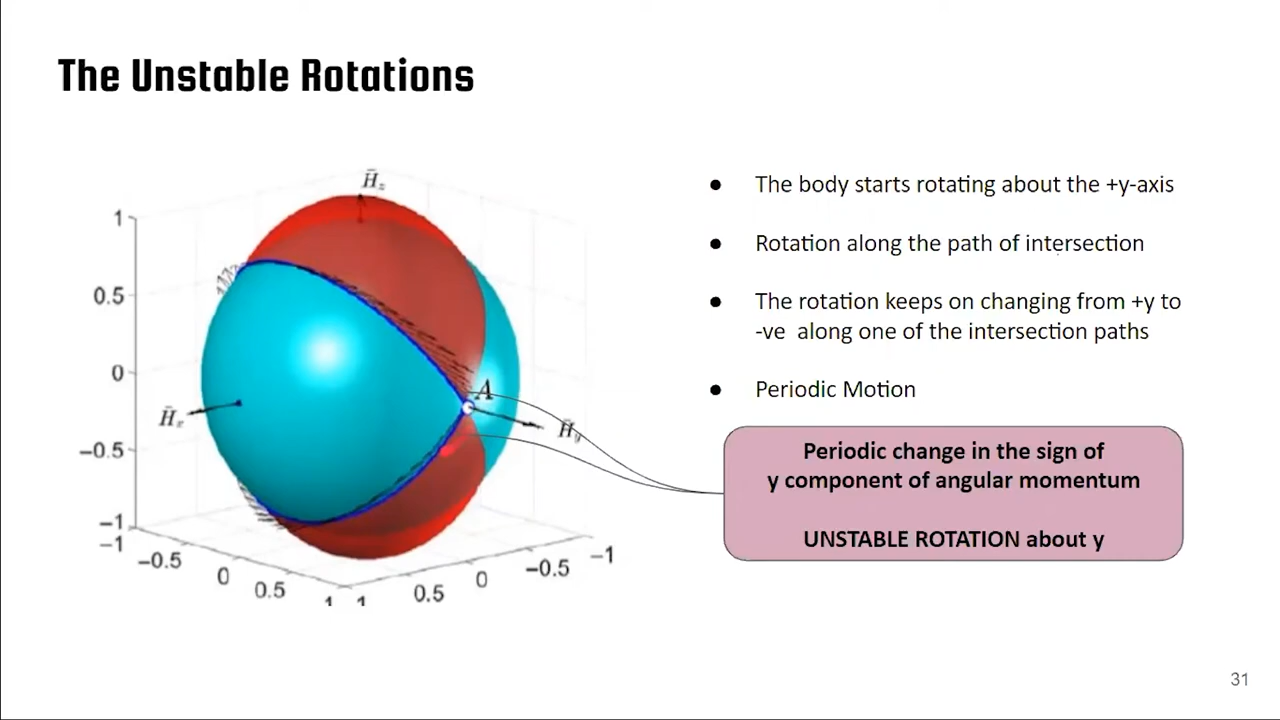 The Unstable Rotations
H̄z
1
0.5
0
−0.5
−1
H̄x
A
H̄y
−1
−0.5
0
0.5
1
1
0.5
0
−0.5
−1
The body starts rotating about the +y-axis
Rotation along the path of intersection
The rotation keeps on changing from +y to
-ve along one of the intersection paths
Periodic Motion
Periodic change in the sign of
y component of angular momentum
UNSTABLE ROTATION about y
31